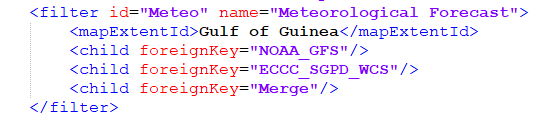 <filter id="Meteo" name="Meteorological Forecast">
<mapExtentId>Gulf of Guinea</mapExtentId>
<child foreignKey="NOAA_GFS"/>
<child foreignKey="ECCC_SGPD_WCS"/>
<child foreignKey="Merge"/>
</filter>